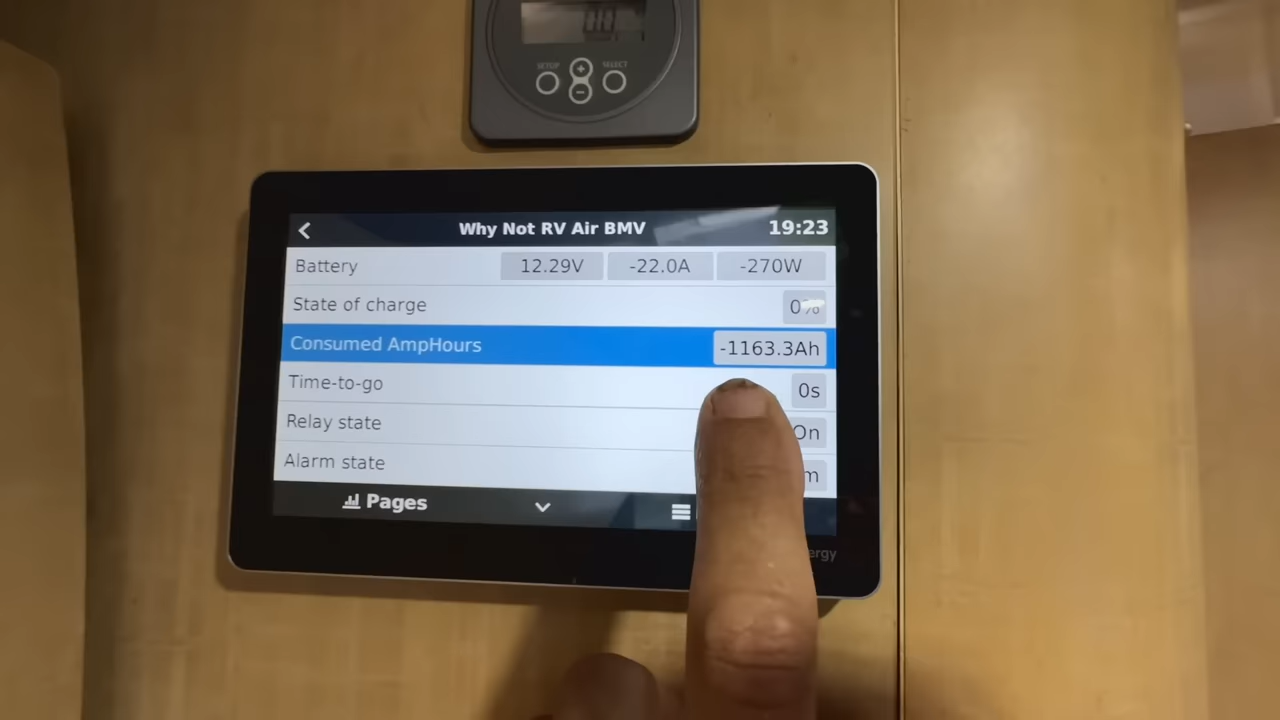 SETUP SELECT
Why Not RV Air BMV 19:23
Battery 12.29V -22.0A -270W
State of charge 0%
Consumed AmpHours -1163.3Ah
Time-to-go 0s
Relay state On
Alarm state
Pages